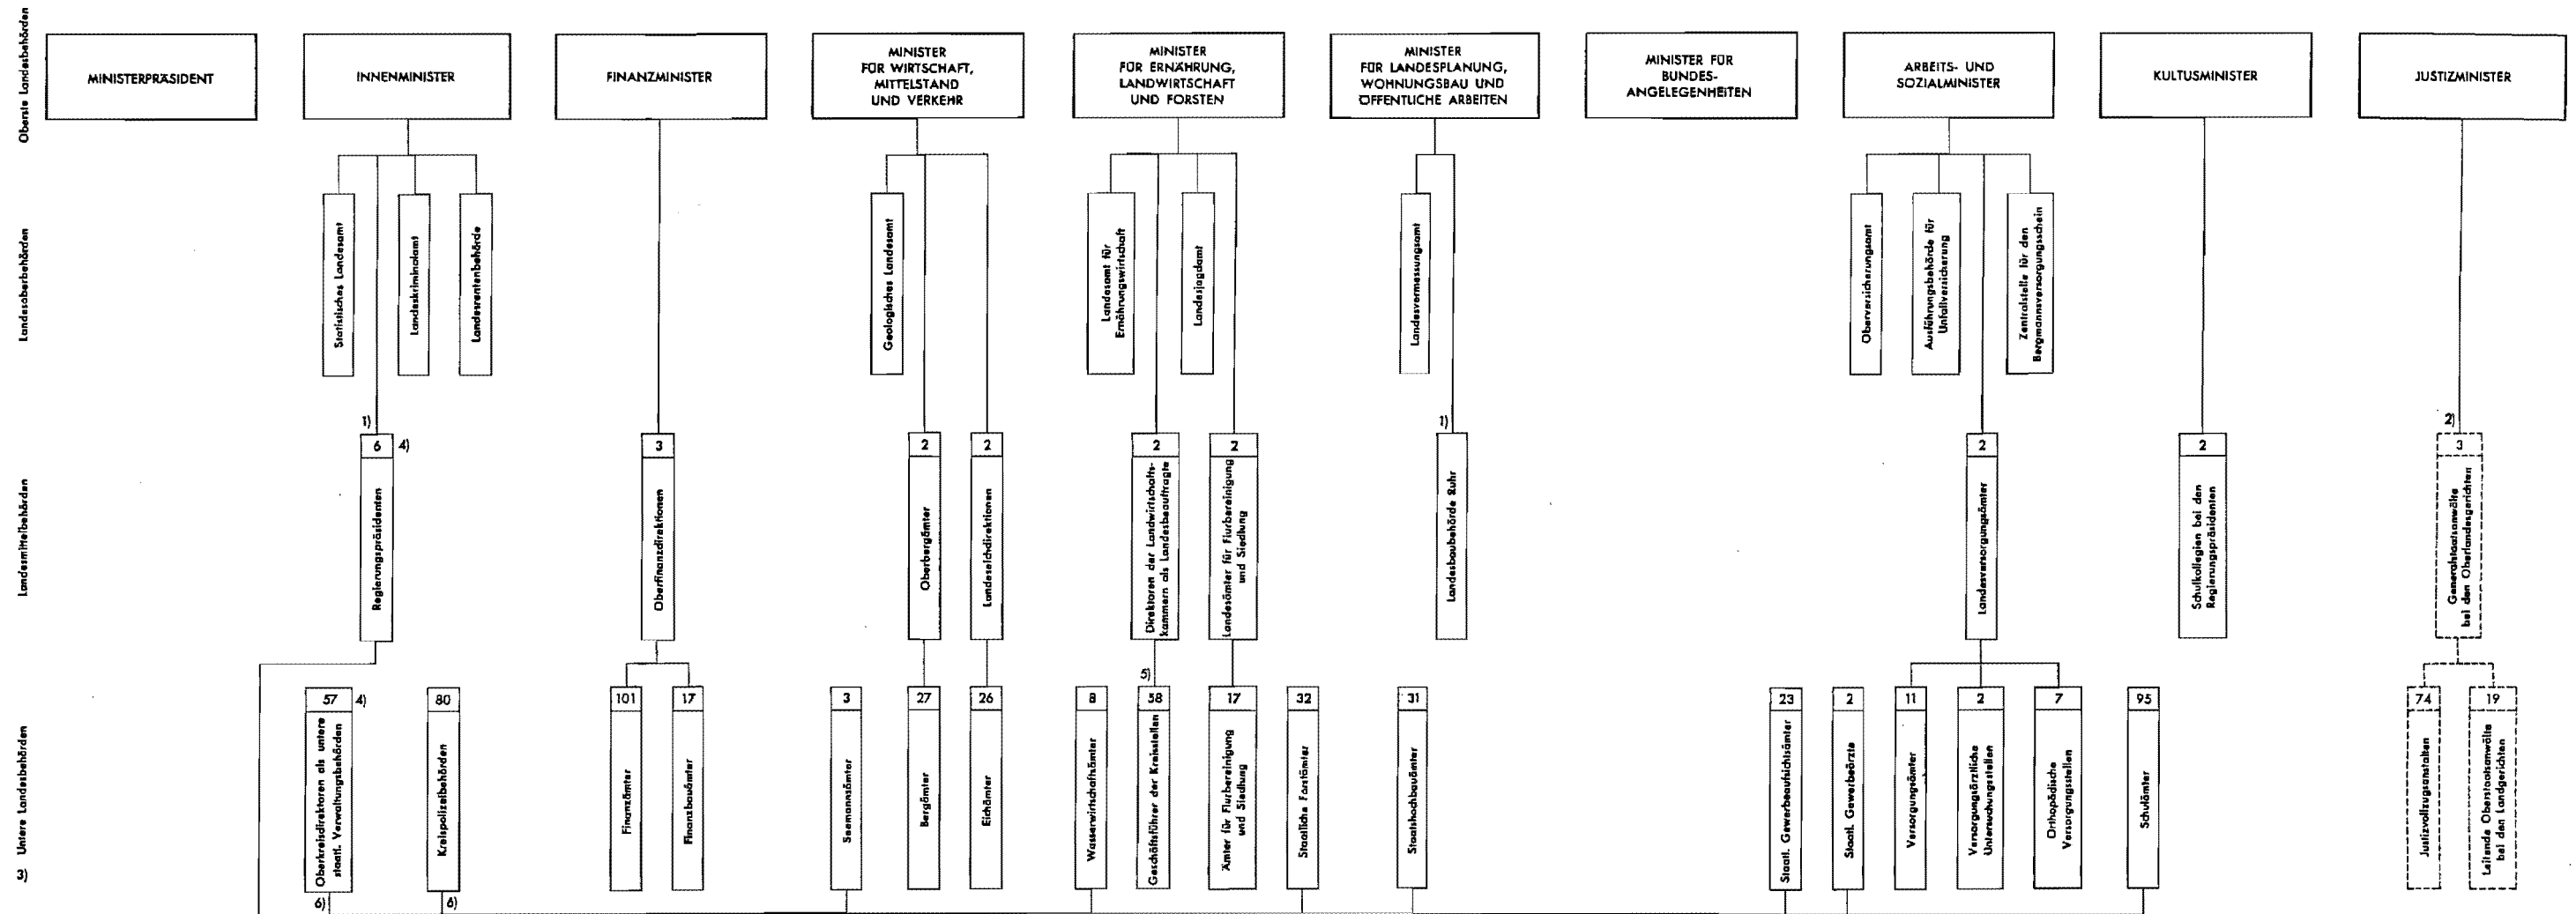 Oberste Landesbehörden
MINISTERPRÄSIDENT
INNENMINISTER
FINANZMINISTER
MINISTER
FÜR WIRTSCHAFT,
MITTELSTAND
UND VERKEHR
MINISTER
FÜR ERNÄHRUNG,
LANDWIRTSCHAFT
UND FORSTEN
MINISTER
FÜR LANDESPLANUNG,
WOHNUNGSBAU UND
ÖFFENTLICHE ARBEITEN
MINISTER FÜR
BUNDES-
ANGELEGENHEITEN
ARBEITS- UND
SOZIALMINISTER
KULTUSMINISTER
JUSTIZMINISTER
Landesoberbehörden
Statistisches Landesamt
Landeskriminalamt
Landesrentenbehörde
Geologisches Landesamt
Landesamt für
Ernährungswirtschaft
Landesjagdamt
Landesvermessungsamt
Oberversicherungsamt
Ausführungsbehörde für
Unfallversicherung
Zentralstelle für den
Bergmannsversorgungsschein
Landesmittelbehörden
1)
6
4)
Regierungspräsidenten
3
Oberfinanzdirektionen
2
Oberbergämter
2
Landeseichdirektionen
2
Direktoren der Landwirtschafts-
kammern als Landesbeauftragte
2
Landesämter für Flurbereinigung
und Siedlung
1)
Landesbaubehörde Ruhr
2
Landesversorgungsämter
2
Schulkollegien bei den
Regierungspräsidenten
2)
3
Generalstaatsanwälte
bei den Oberlandesgerichten
Untere Landesbehörden
3)
57
4)
Oberkreisdirektoren als untere
staatl. Verwaltungsbehörden
6)
80
Kreispolizeibehörden
6)
101
Finanzämter
17
Finanzbauämter
3
Seemannsämter
27
Bergämter
26
Eichämter
8
Wasserwirtschaftsämter
5)
58
Geschäftsführer der Kreisstellen
17
Ämter für Flurbereinigung
und Siedlung
32
Staatliche Forstämter
31
Staatshochbauämter
23
Staatl. Gewerbeaufsichtsämter
2
Staatl. Gewerbeärzte
11
Versorgungsämter
2
Versorgungsärztliche
Untersuchungsstellen
7
Orthopädische
Versorgungsstellen
95
Schulämter
74
Justizvollzugsanstalten
19
Leitende Oberstaatsanwälte
bei den Landgerichten